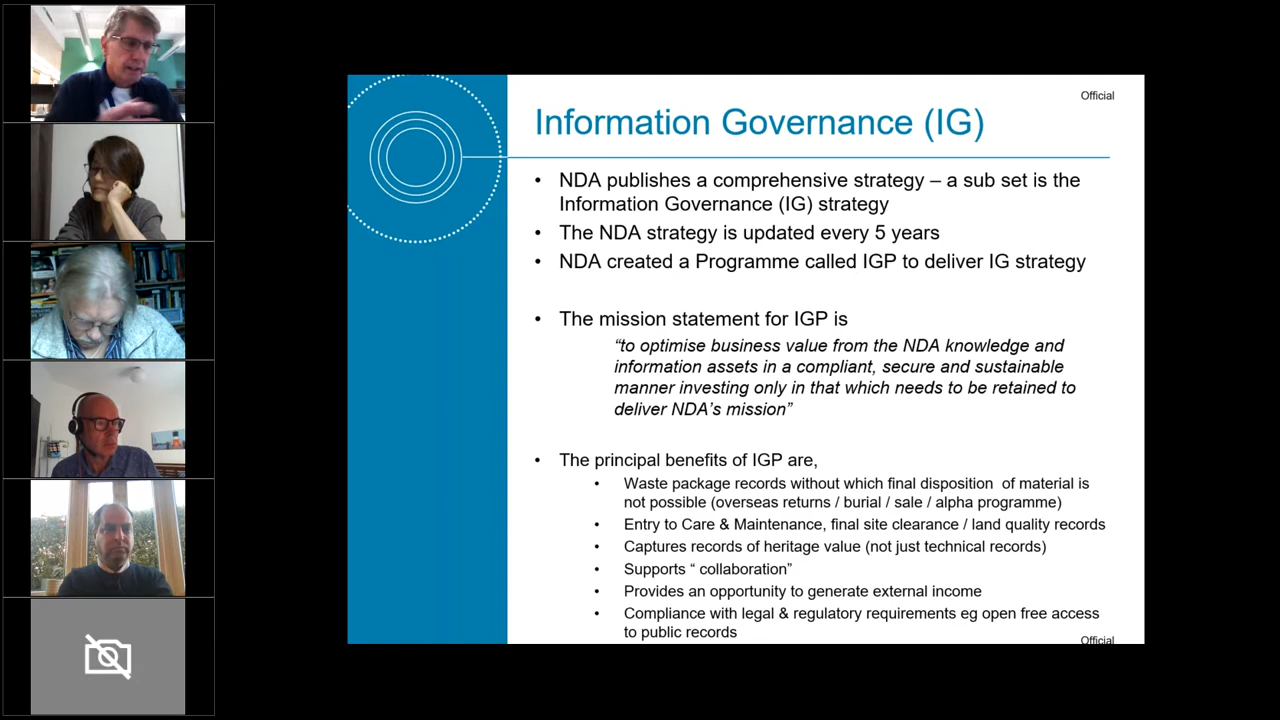 Official
Information Governance (IG)
• NDA publishes a comprehensive strategy – a sub set is the
Information Governance (IG) strategy
• The NDA strategy is updated every 5 years
• NDA created a Programme called IGP to deliver IG strategy
• The mission statement for IGP is
“to optimise business value from the NDA knowledge and
information assets in a compliant, secure and sustainable
manner investing only in that which needs to be retained to
deliver NDA’s mission”
• The principal benefits of IGP are,
• Waste package records without which final disposition of material is
not possible (overseas returns / burial / sale / alpha programme)
• Entry to Care & Maintenance, final site clearance / land quality records
• Captures records of heritage value (not just technical records)
• Supports “ collaboration”
• Provides an opportunity to generate external income
• Compliance with legal & regulatory requirements eg open free access
to public records
Official